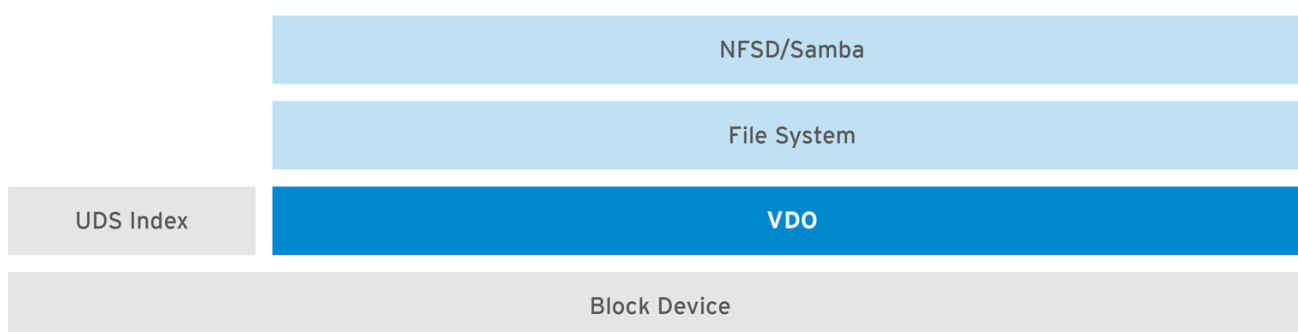 NFSD/Samba
File System
UDS Index
VDO
Block Device